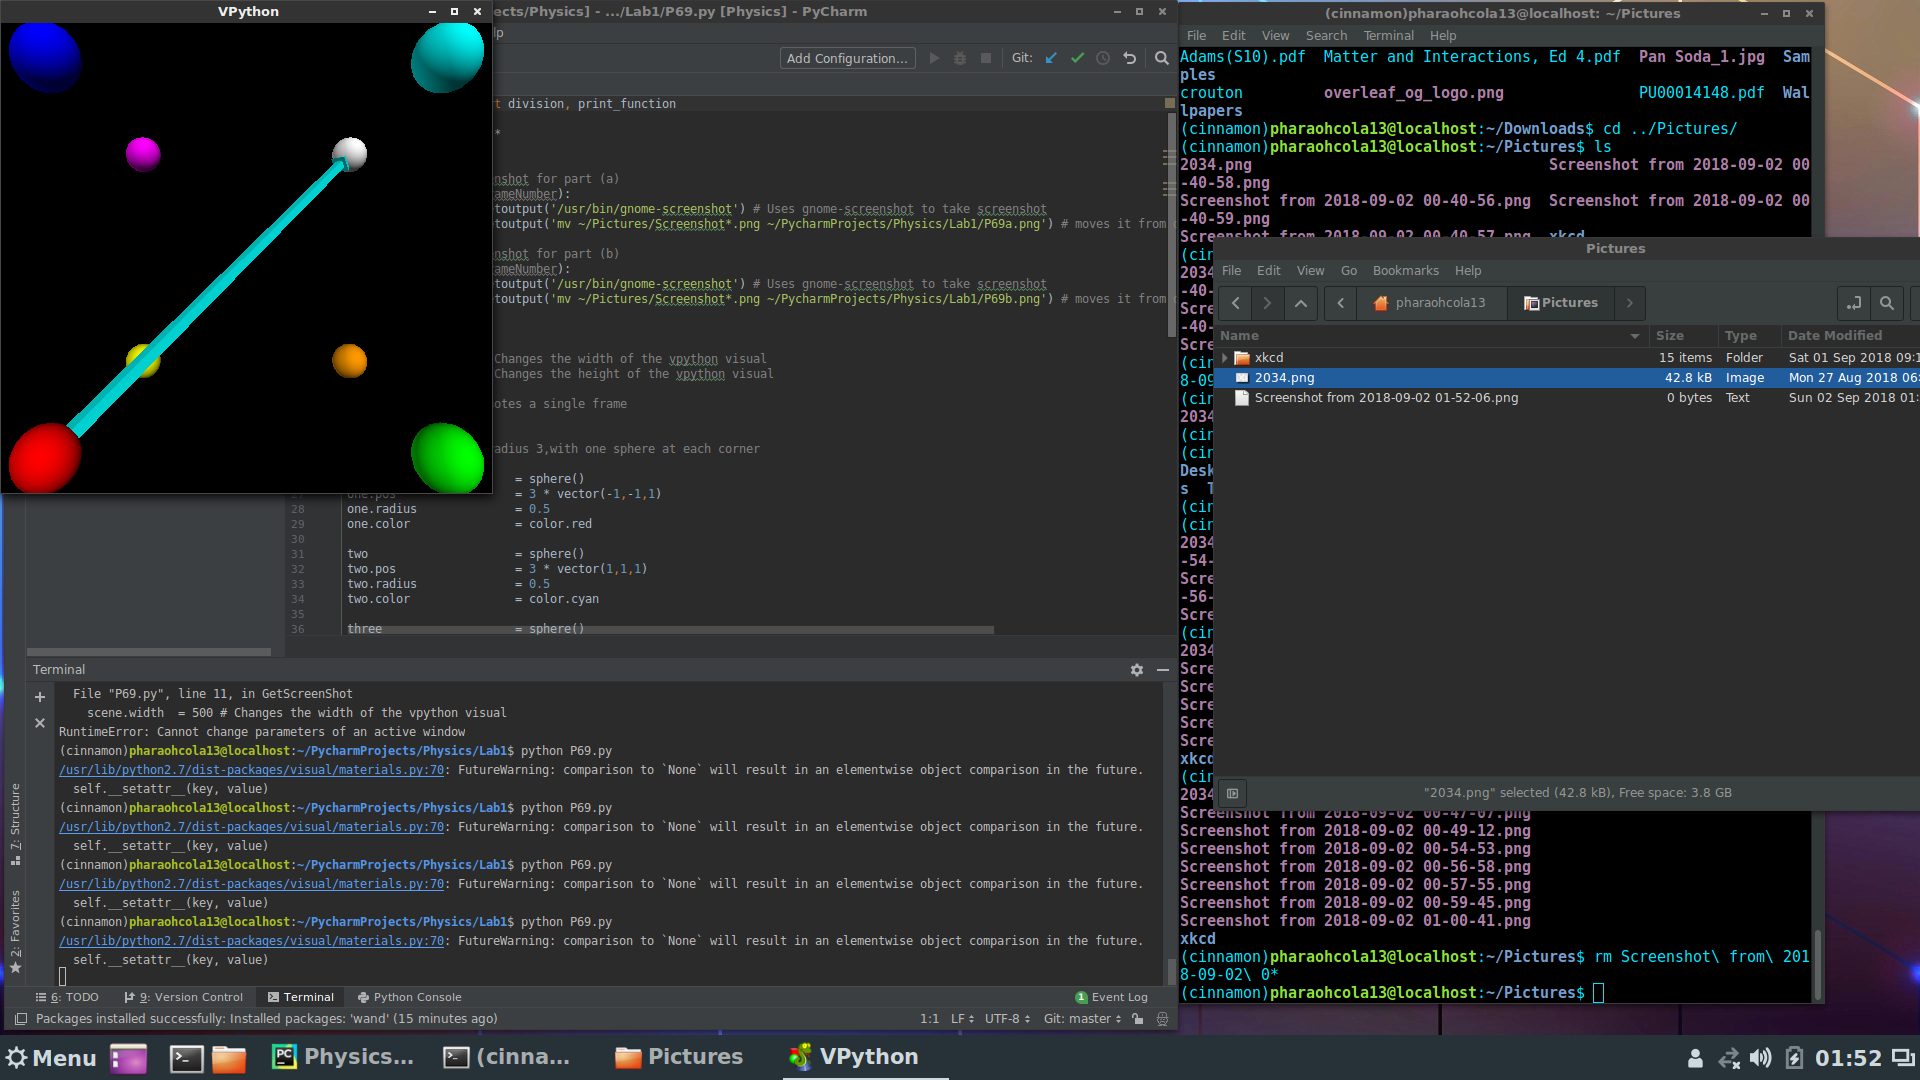 VPython
ects/Physics] - .../Lab1/P69.py [Physics] - PyCharm
lp
Add Configuration...
Git:
t division, print_function
*
nshot for part (a)
ameNumber):
toutput('/usr/bin/gnome-screenshot') # Uses gnome-screenshot to take screenshot
toutput('mv ~/Pictures/Screenshot*.png ~/PycharmProjects/Physics/Lab1/P69a.png') # moves it from
nshot for part (b)
ameNumber):
toutput('/usr/bin/gnome-screenshot') # Uses gnome-screenshot to take screenshot
toutput('mv ~/Pictures/Screenshot*.png ~/PycharmProjects/Physics/Lab1/P69b.png') # moves it from
Changes the width of the vpython visual
Changes the height of the vpython visual
otes a single frame
adius 3,with one sphere at each corner
= sphere()
one.pos = 3 * vector(-1,-1,1)
28 one.radius = 0.5
29 one.color = color.red
30
31 two = sphere()
32 two.pos = 3 * vector(1,1,1)
33 two.radius = 0.5
34 two.color = color.cyan
35
36 three = sphere()
Terminal
File "P69.py", line 11, in GetScreenShot
scene.width  = 500 # Changes the width of the vpython visual
RuntimeError: Cannot change parameters of an active window
(cinnamon)pharaohcola13@localhost:~/PycharmProjects/Physics/Lab1$ python P69.py
/usr/lib/python2.7/dist-packages/visual/materials.py:70: FutureWarning: comparison to `None` will result in an elementwise object comparison in the future.
self.__setattr__(key, value)
(cinnamon)pharaohcola13@localhost:~/PycharmProjects/Physics/Lab1$ python P69.py
/usr/lib/python2.7/dist-packages/visual/materials.py:70: FutureWarning: comparison to `None` will result in an elementwise object comparison in the future.
self.__setattr__(key, value)
(cinnamon)pharaohcola13@localhost:~/PycharmProjects/Physics/Lab1$ python P69.py
/usr/lib/python2.7/dist-packages/visual/materials.py:70: FutureWarning: comparison to `None` will result in an elementwise object comparison in the future.
self.__setattr__(key, value)
(cinnamon)pharaohcola13@localhost:~/PycharmProjects/Physics/Lab1$ python P69.py
/usr/lib/python2.7/dist-packages/visual/materials.py:70: FutureWarning: comparison to `None` will result in an elementwise object comparison in the future.
self.__setattr__(key, value)
7: Structure
2: Favorites
6: TODO 9: Version Control Terminal Python Console 1 Event Log
Packages installed successfully: Installed packages: 'wand' (15 minutes ago) 1:1 LF UTF-8 Git: master
(cinnamon)pharaohcola13@localhost: ~/Pictures
File Edit View Search Terminal Help
Adams(S10).pdf Matter and Interactions, Ed 4.pdf Pan Soda_1.jpg Sam
ples
crouton overleaf_og_logo.png PU00014148.pdf Wal
lpapers
(cinnamon)pharaohcola13@localhost:~/Downloads$ cd ../Pictures/
(cinnamon)pharaohcola13@localhost:~/Pictures$ ls
2034.png Screenshot from 2018-09-02 00
-40-58.png
Screenshot from 2018-09-02 00-40-56.png Screenshot from 2018-09-02 00
-40-59.png
Screenshot from 2018-09-02 00-40-57.png xkcd
(cin
2034
-40-
Scre
-40-
Scre
(cin
8-09
(cin
2034
(cin
(cin
Desk
s T
(cin
(cin
2034
-54-
Scre
-56-
Scre
(cin
2034
Scre
Scre
Scre
Scre
Scre
xkcd
(cin
2034
Screenshot from 2018-09-02 00-47-07.png
Screenshot from 2018-09-02 00-49-12.png
Screenshot from 2018-09-02 00-54-53.png
Screenshot from 2018-09-02 00-56-58.png
Screenshot from 2018-09-02 00-57-55.png
Screenshot from 2018-09-02 00-59-45.png
Screenshot from 2018-09-02 01-00-41.png
xkcd
(cinnamon)pharaohcola13@localhost:~/Pictures$ rm Screenshot\ from\ 201
8-09-02\ 0*
(cinnamon)pharaohcola13@localhost:~/Pictures$
Pictures
File Edit View Go Bookmarks Help
pharaohcola13 Pictures
Name Size Type Date Modified
xkcd 15 items Folder Sat 01 Sep 2018 09:1
2034.png 42.8 kB Image Mon 27 Aug 2018 06:
Screenshot from 2018-09-02 01-52-06.png 0 bytes Text Sun 02 Sep 2018 01:
"2034.png" selected (42.8 kB), Free space: 3.8 GB
Menu PC Physics... (cinna... Pictures VPython 01:52